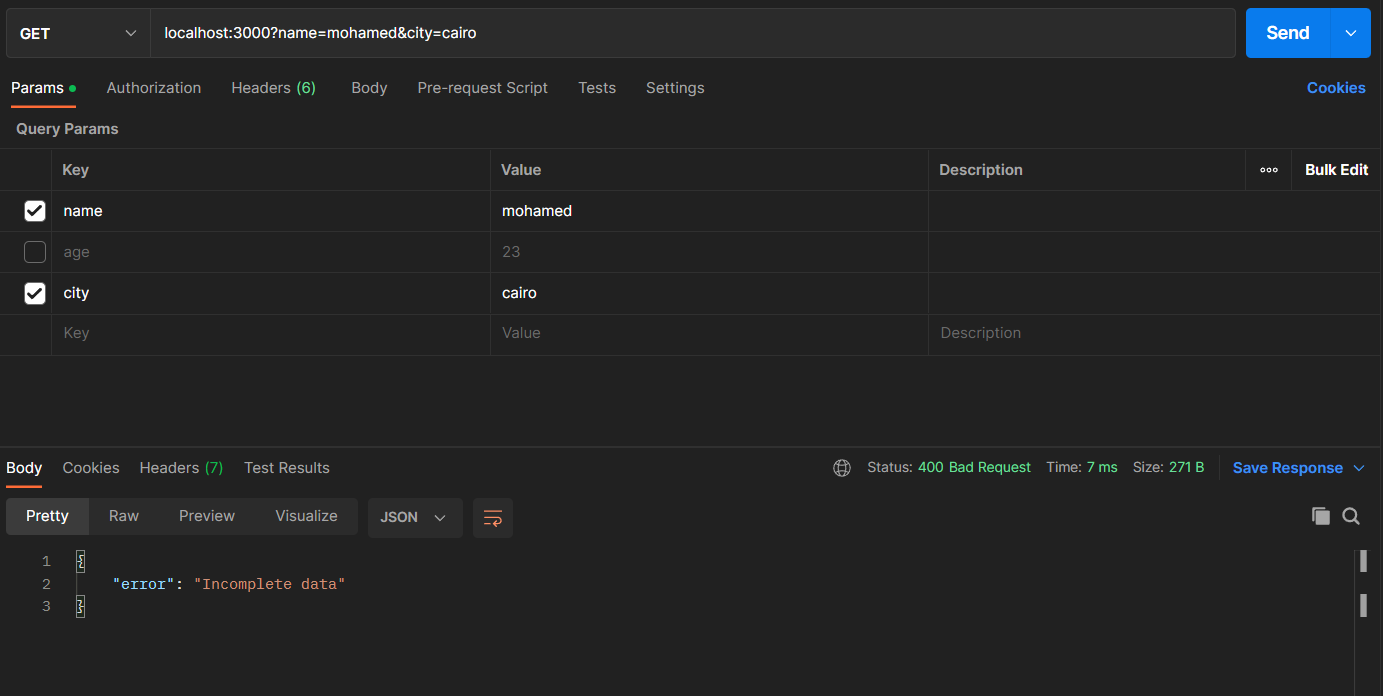 GET localhost:3000?name=mohamed&city=cairo Send
Params Authorization Headers (6) Body Pre-request Script Tests Settings Cookies
Query Params
Key Value Description Bulk Edit
name mohamed
age 23
city cairo
Key Value Description
Body Cookies Headers (7) Test Results Status: 400 Bad Request Time: 7 ms Size: 271 B Save Response
Pretty Raw Preview Visualize JSON
1 {
2 "error": "Incomplete data"
3 }